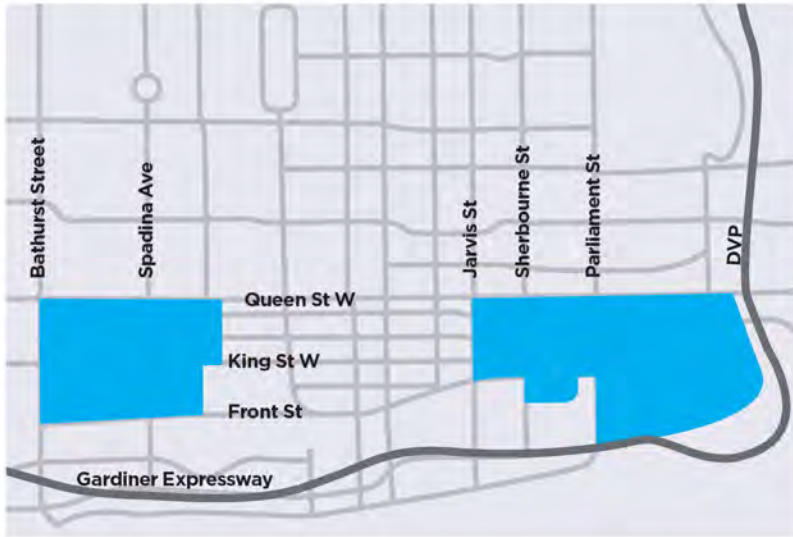 Bathurst Street
Spadina Ave
Jarvis St
Sherbourne St
Parliament St
DVP
Queen St W
King St W
Front St
Gardiner Expressway